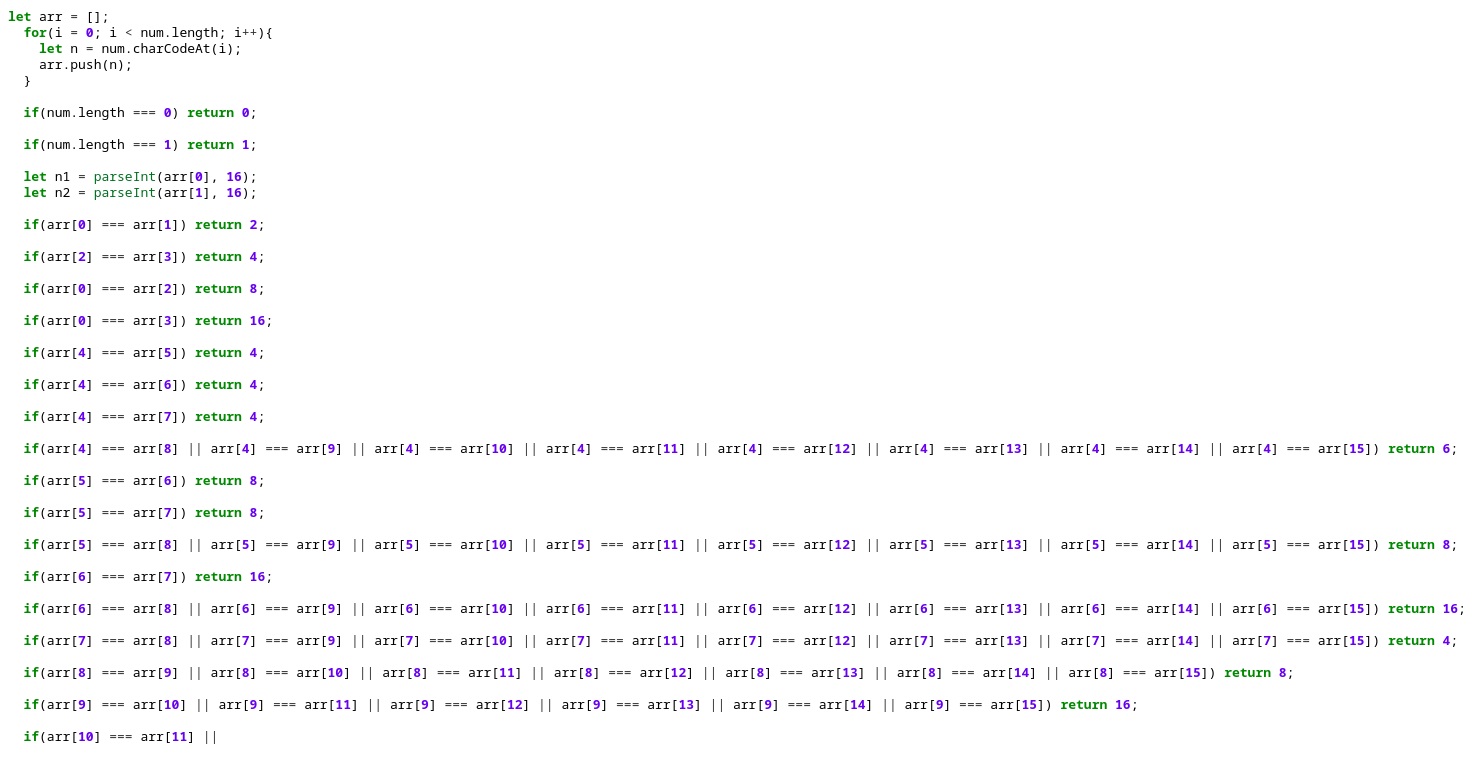 let arr = [];
for(i = 0; i < num.length; i++){
let n = num.charCodeAt(i);
arr.push(n);
}
if(num.length === 0) return 0;
if(num.length === 1) return 1;
let n1 = parseInt(arr[0], 16);
let n2 = parseInt(arr[1], 16);
if(arr[0] === arr[1]) return 2;
if(arr[2] === arr[3]) return 4;
if(arr[0] === arr[2]) return 8;
if(arr[0] === arr[3]) return 16;
if(arr[4] === arr[5]) return 4;
if(arr[4] === arr[6]) return 4;
if(arr[4] === arr[7]) return 4;
if(arr[4] === arr[8] || arr[4] === arr[9] || arr[4] === arr[10] || arr[4] === arr[11] || arr[4] === arr[12] || arr[4] === arr[13] || arr[4] === arr[14] || arr[4] === arr[15]) return 6;
if(arr[5] === arr[6]) return 8;
if(arr[5] === arr[7]) return 8;
if(arr[5] === arr[8] || arr[5] === arr[9] || arr[5] === arr[10] || arr[5] === arr[11] || arr[5] === arr[12] || arr[5] === arr[13] || arr[5] === arr[14] || arr[5] === arr[15]) return 8;
if(arr[6] === arr[7]) return 16;
if(arr[6] === arr[8] || arr[6] === arr[9] || arr[6] === arr[10] || arr[6] === arr[11] || arr[6] === arr[12] || arr[6] === arr[13] || arr[6] === arr[14] || arr[6] === arr[15]) return 16;
if(arr[7] === arr[8] || arr[7] === arr[9] || arr[7] === arr[10] || arr[7] === arr[11] || arr[7] === arr[12] || arr[7] === arr[13] || arr[7] === arr[14] || arr[7] === arr[15]) return 4;
if(arr[8] === arr[9] || arr[8] === arr[10] || arr[8] === arr[11] || arr[8] === arr[12] || arr[8] === arr[13] || arr[8] === arr[14] || arr[8] === arr[15]) return 8;
if(arr[9] === arr[10] || arr[9] === arr[11] || arr[9] === arr[12] || arr[9] === arr[13] || arr[9] === arr[14] || arr[9] === arr[15]) return 16;
if(arr[10] === arr[11] ||